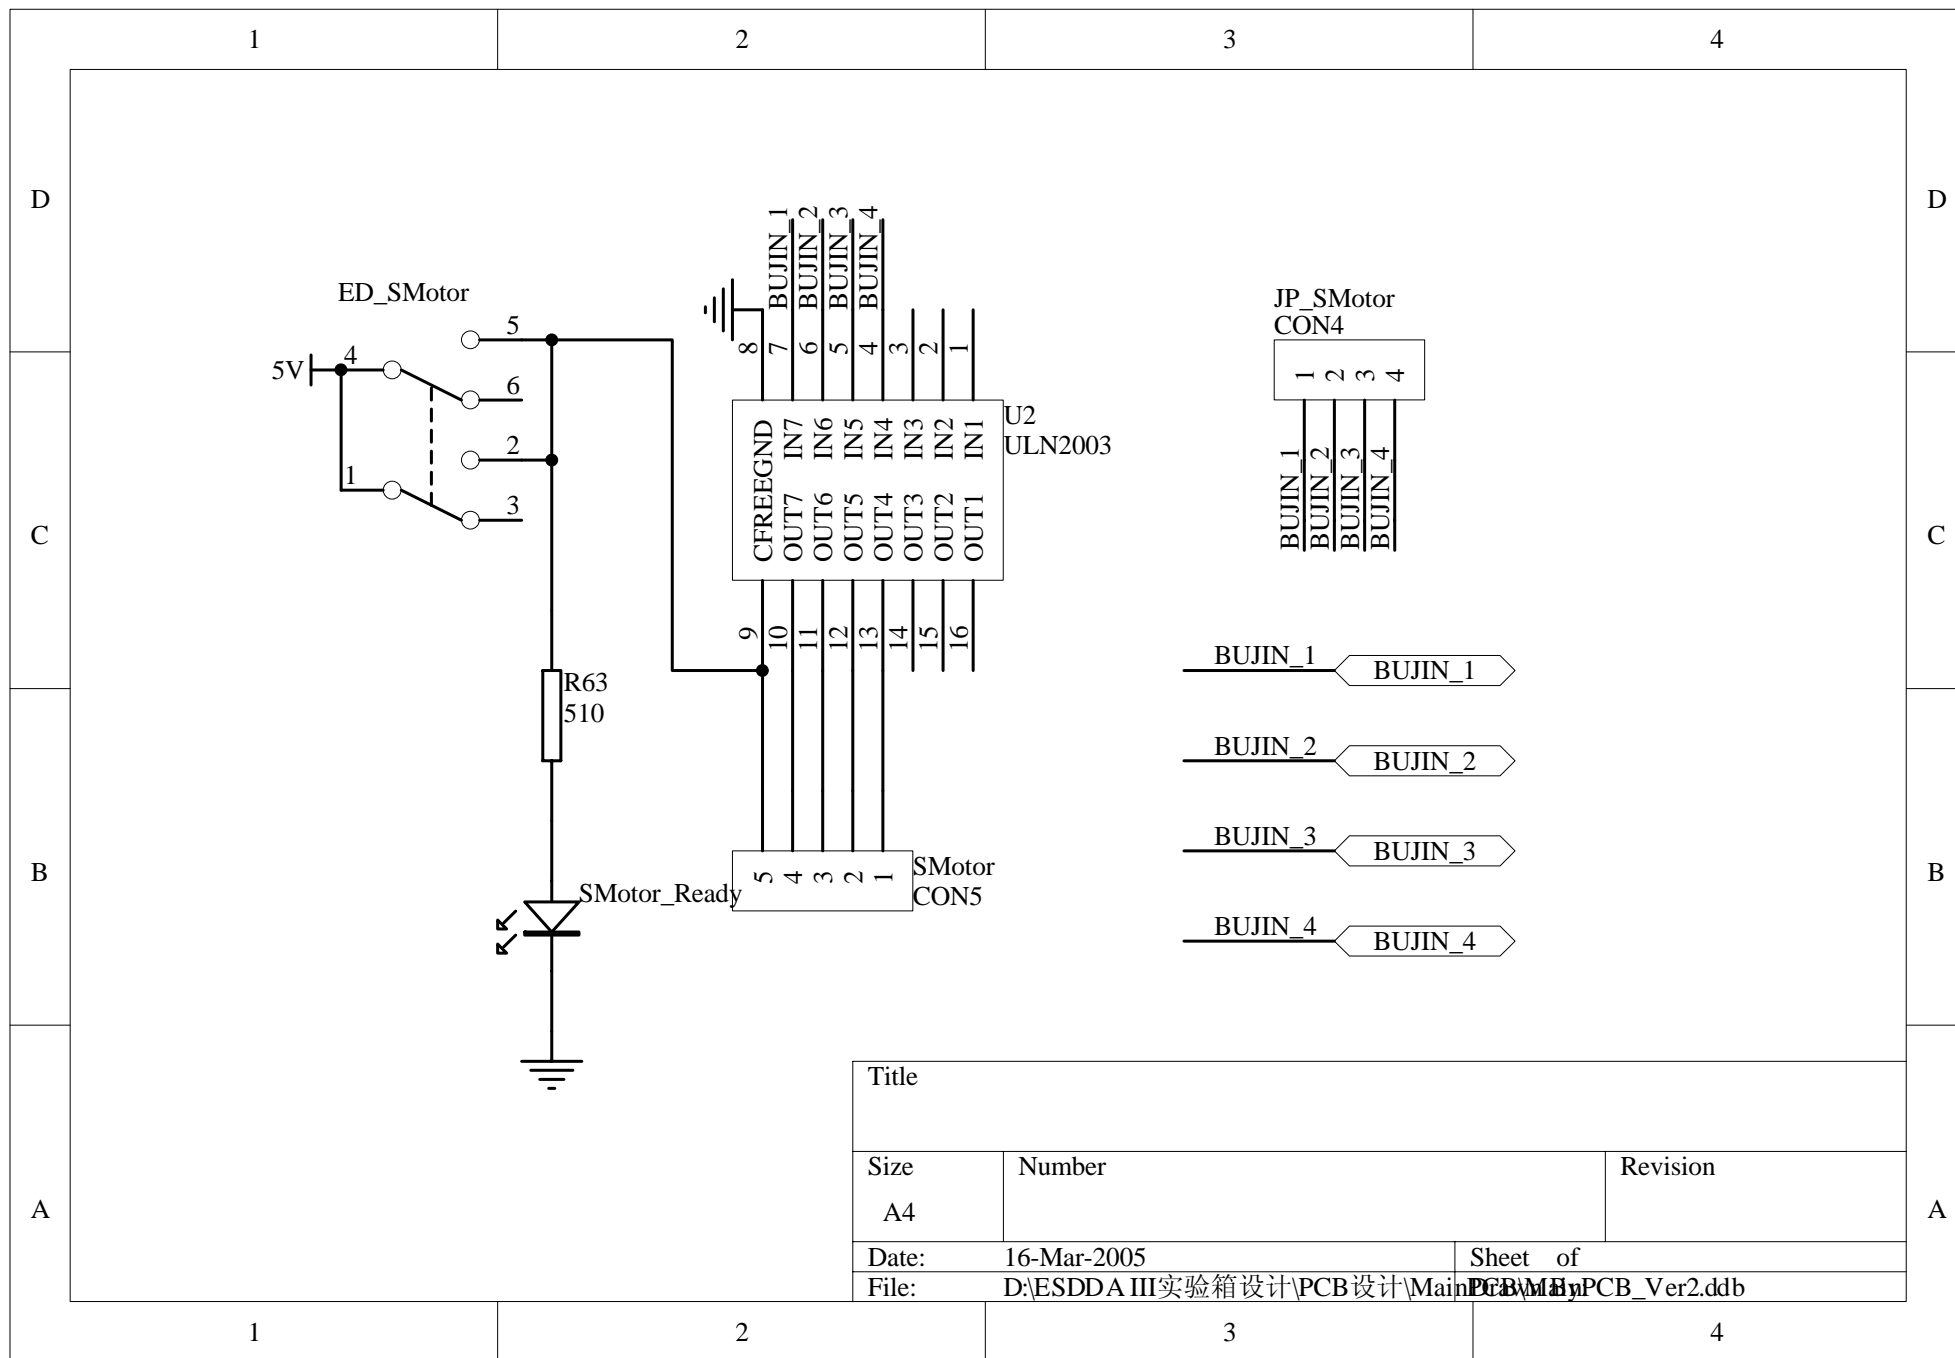 1 2 3 4
D D
BUJIN_1
BUJIN_2
BUJIN_3
BUJIN_4
ED_SMotor
JP_SMotor
CON4
5
8 7 6 5 4 3 2 1
5V
4
6
1 2 3 4
U2
ULN2003
CFREEGND
IN7 IN6 IN5 IN4 IN3 IN2 IN1
2
1
3
OUT7 OUT6 OUT5 OUT4 OUT3 OUT2 OUT1
BUJIN_1
BUJIN_2
BUJIN_3
BUJIN_4
C C
9 10 11 12 13 14 15 16
BUJIN_1 BUJIN_1
R63
510
BUJIN_2 BUJIN_2
BUJIN_3 BUJIN_3
B B
5 4 3 2 1
SMotor
CON5
SMotor_Ready
BUJIN_4 BUJIN_4
Title
Size Number Revision
A4
A A
Date: 16-Mar-2005 Sheet of
File: D:\ESDDA III实验箱设计\PCB设计\Main PCB_Ver2.ddb
1 2 3 4